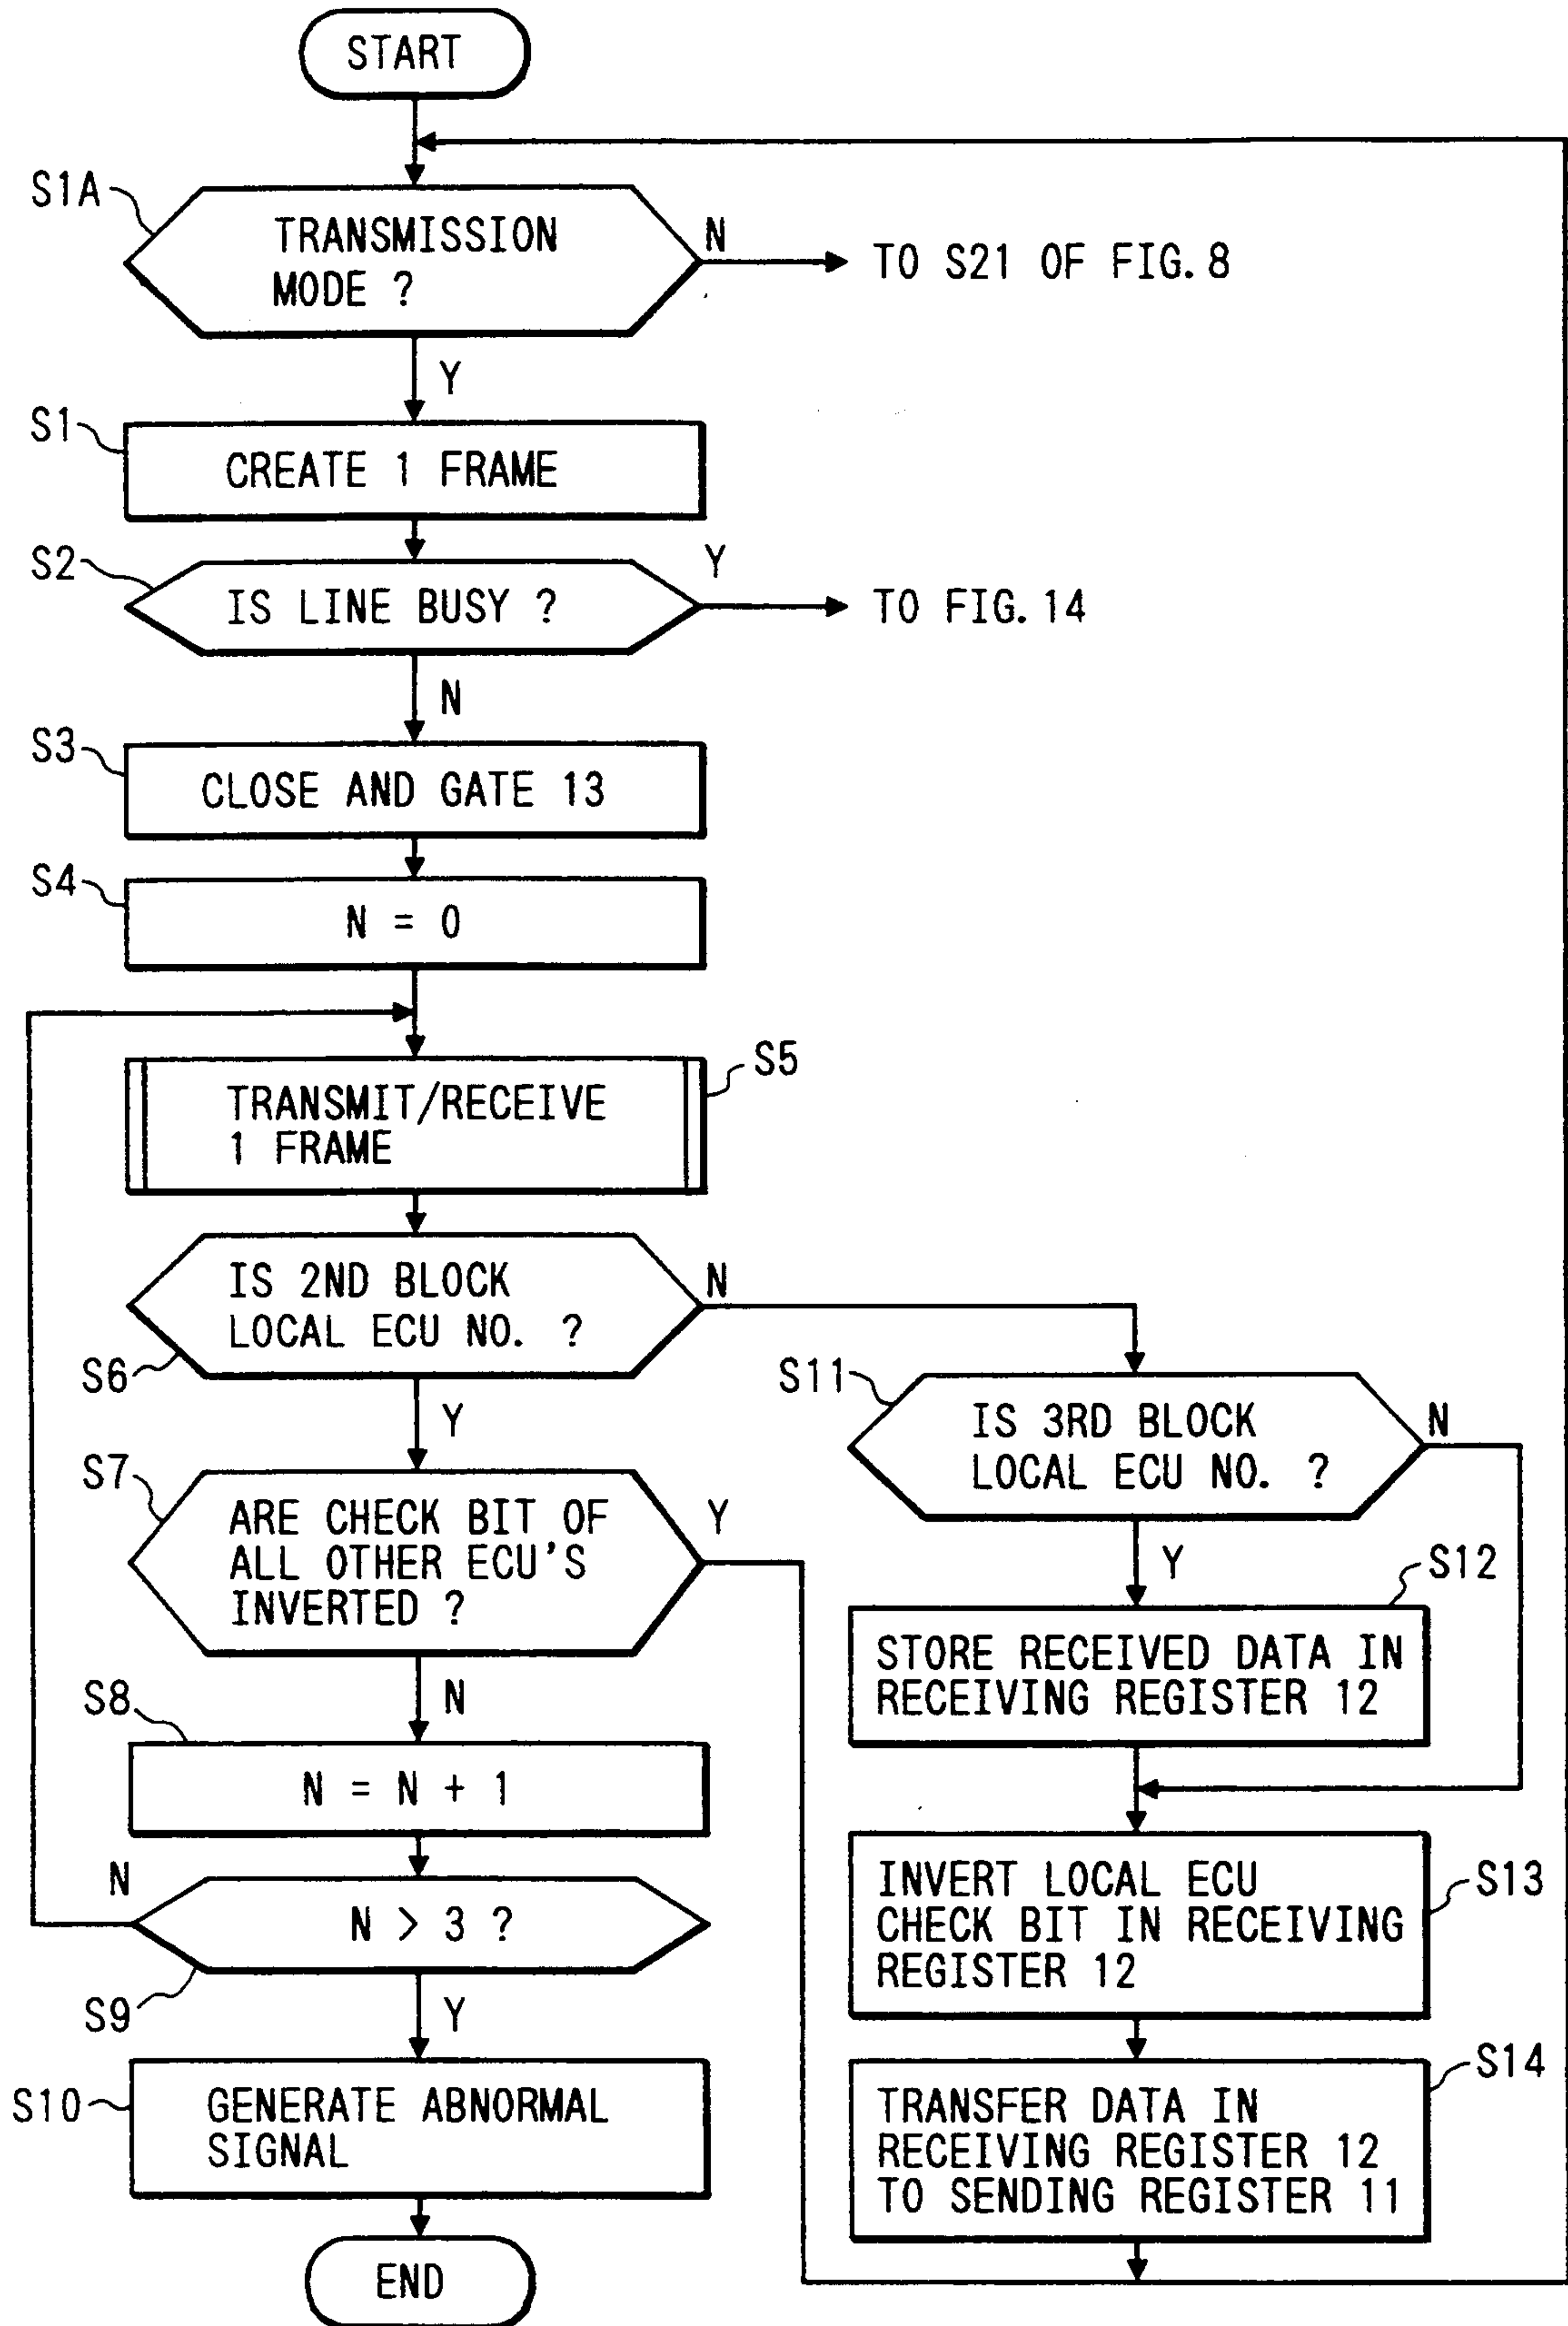 START
S1A
TRANSMISSION
MODE ?
N
TO S21 OF FIG. 8
Y
S1
CREATE 1 FRAME
S2
IS LINE BUSY ?
Y
TO FIG. 14
N
S3
CLOSE AND GATE 13
S4
N = 0
S5
TRANSMIT/RECEIVE
1 FRAME
S6
IS 2ND BLOCK
LOCAL ECU NO. ?
N
Y
S7
ARE CHECK BIT OF
ALL OTHER ECU'S
INVERTED ?
Y
N
S8
N = N + 1
S9
N > 3 ?
N
Y
S10
GENERATE ABNORMAL
SIGNAL
END
S11
IS 3RD BLOCK
LOCAL ECU NO. ?
N
Y
S12
STORE RECEIVED DATA IN
RECEIVING REGISTER 12
S13
INVERT LOCAL ECU
CHECK BIT IN RECEIVING
REGISTER 12
S14
TRANSFER DATA IN
RECEIVING REGISTER 12
TO SENDING REGISTER 11